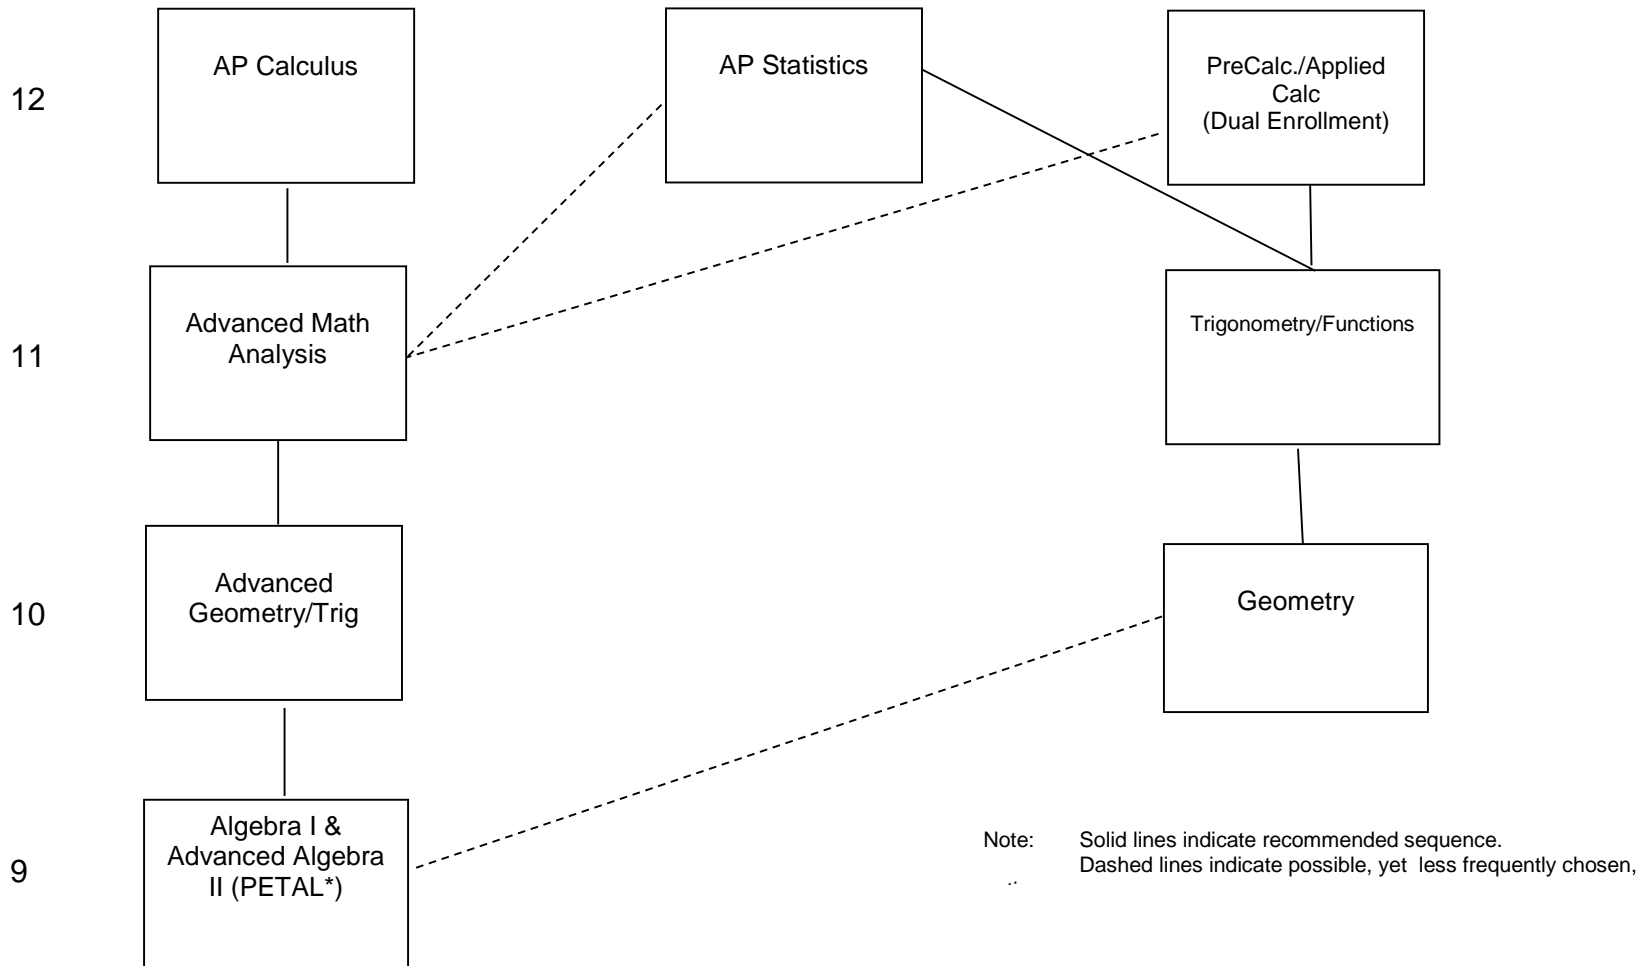 12
AP Calculus
AP Statistics
PreCalc./Applied
Calc
(Dual Enrollment)
11
Advanced Math
Analysis
Trigonometry/Functions
10
Advanced
Geometry/Trig
Geometry
9
Algebra I &
Advanced Algebra
II (PETAL*)
Note: Solid lines indicate recommended sequence.
Dashed lines indicate possible, yet less frequently chosen,